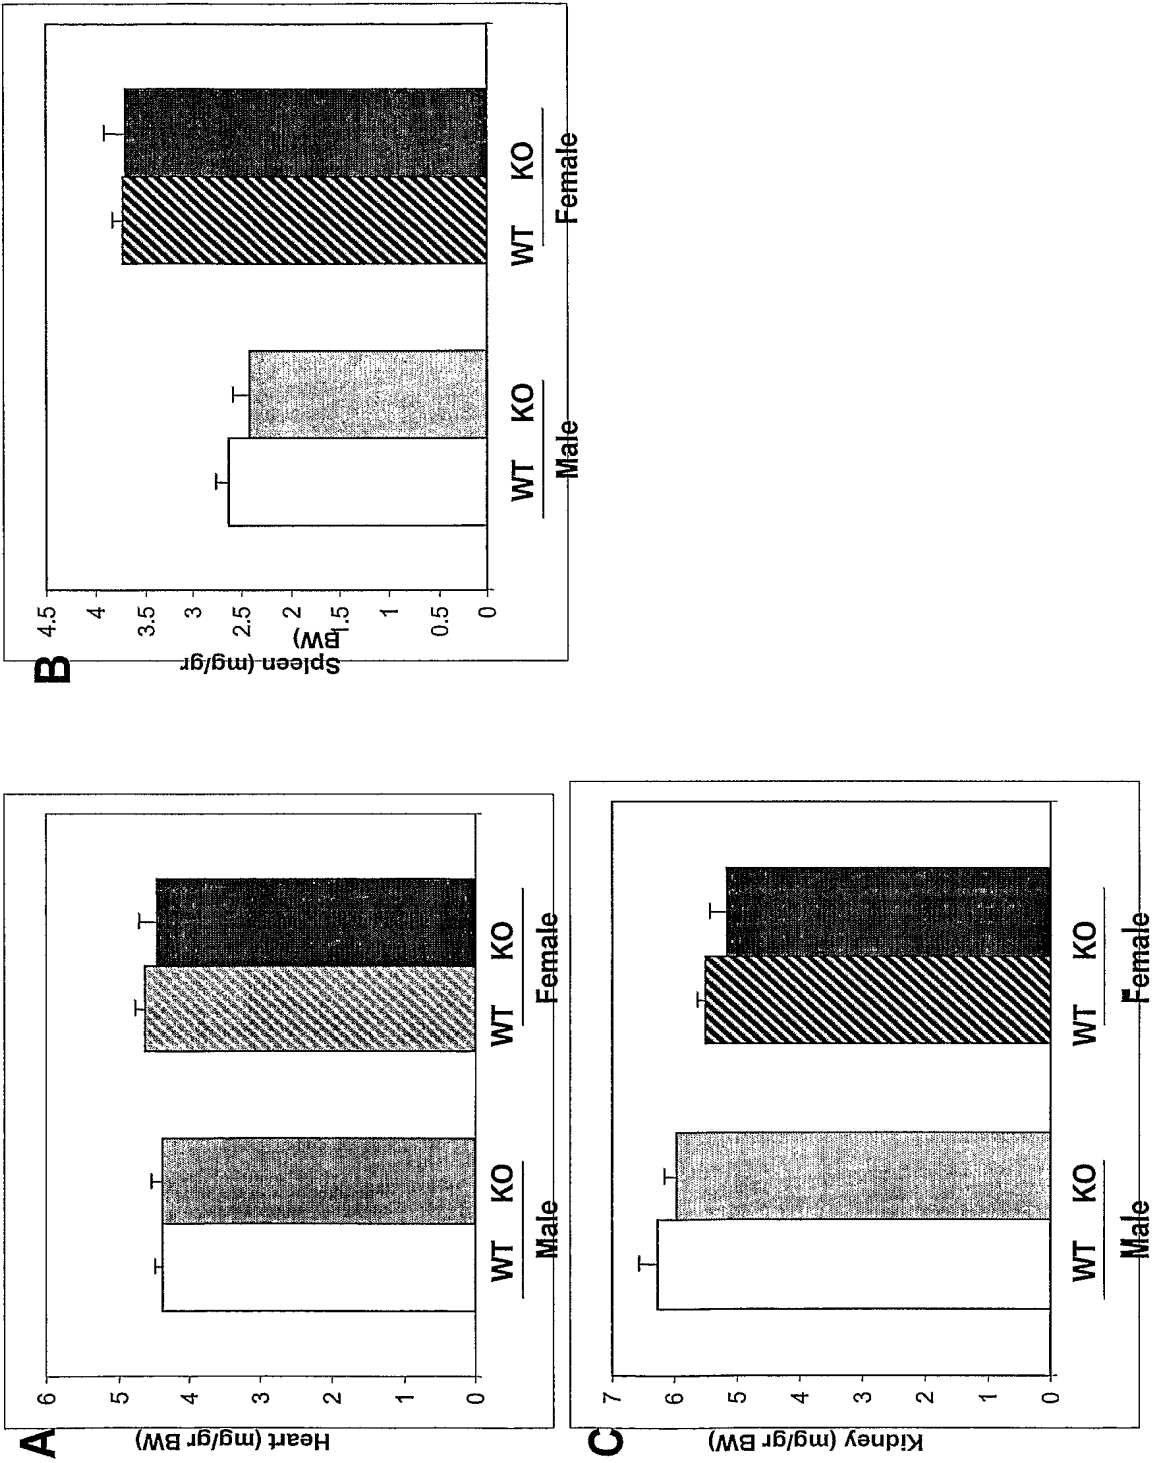 A
Heart (mg/gr BW)
6
5
4
3
2
1
0
WT KO WT KO
Male Female
B
Spleen (mg/gr
BW)
4.5
4
3.5
3
2.5
2
1.5
1
0.5
0
WT KO WT KO
Male Female
C
Kidney (mg/gr BW)
7
6
5
4
3
2
1
0
WT KO WT KO
Male Female